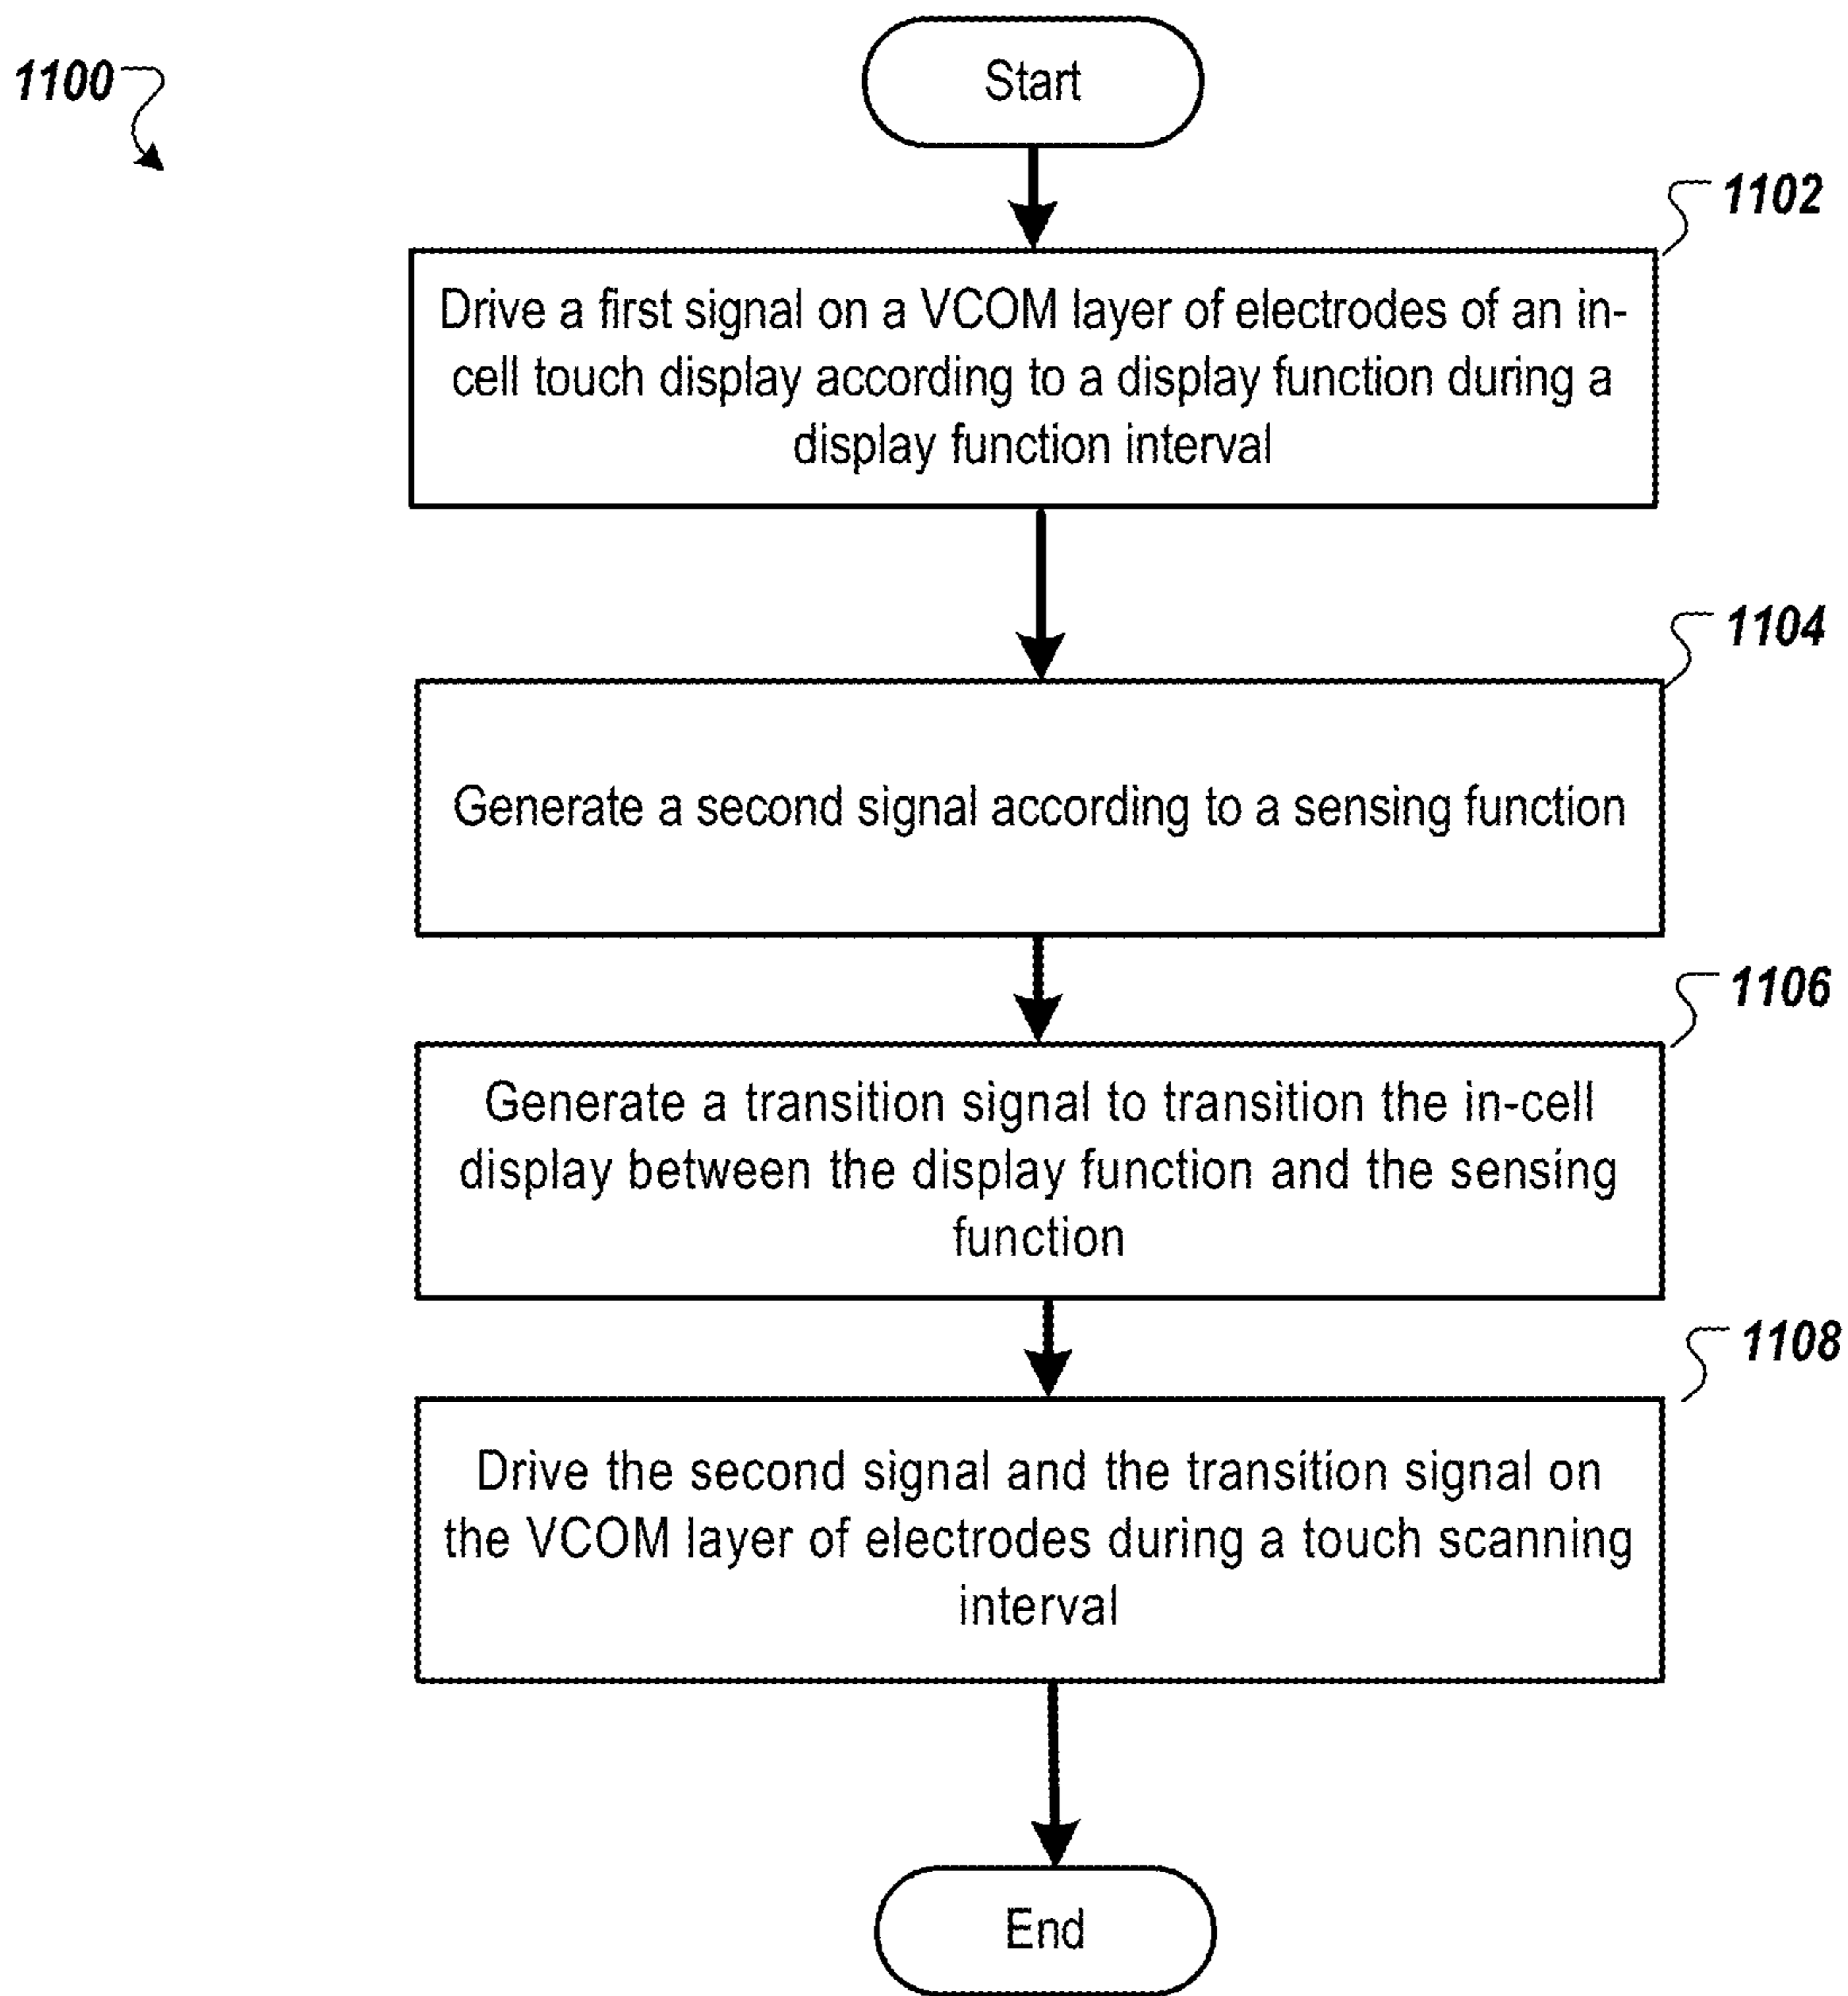 1100
Start
1102
Drive a first signal on a VCOM layer of electrodes of an in-
cell touch display according to a display function during a
display function interval
1104
Generate a second signal according to a sensing function
1106
Generate a transition signal to transition the in-cell
display between the display function and the sensing
function
1108
Drive the second signal and the transition signal on
the VCOM layer of electrodes during a touch scanning
interval
End